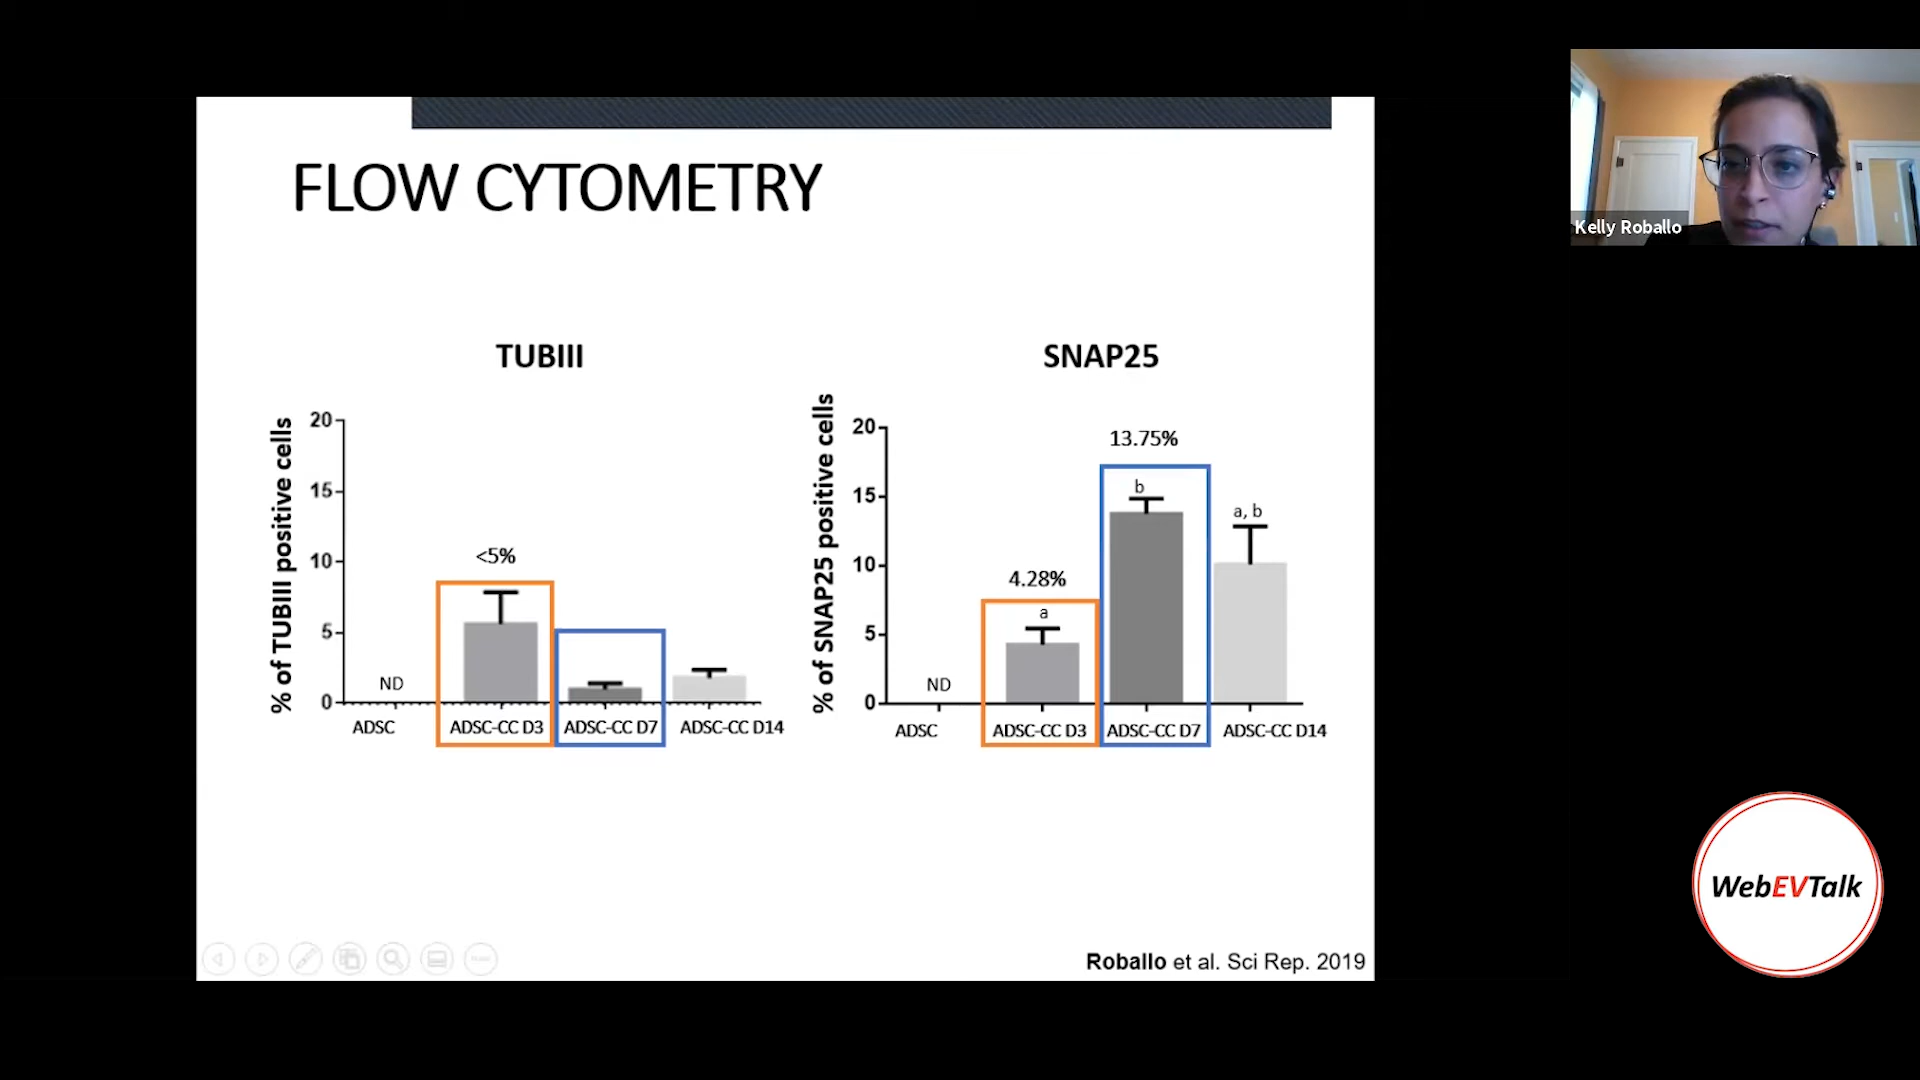 FLOW CYTOMETRY
Kelly Roballo
TUBIII
% of TUBIII positive cells
20
15
10
5
0
<5%
ND
ADSC
ADSC-CC D3
ADSC-CC D7
ADSC-CC D14
SNAP25
% of SNAP25 positive cells
20
15
10
5
0
13.75%
4.28%
b
a, b
a
ND
ADSC
ADSC-CC D3
ADSC-CC D7
ADSC-CC D14
WebEVTalk
Roballo et al. Sci Rep. 2019